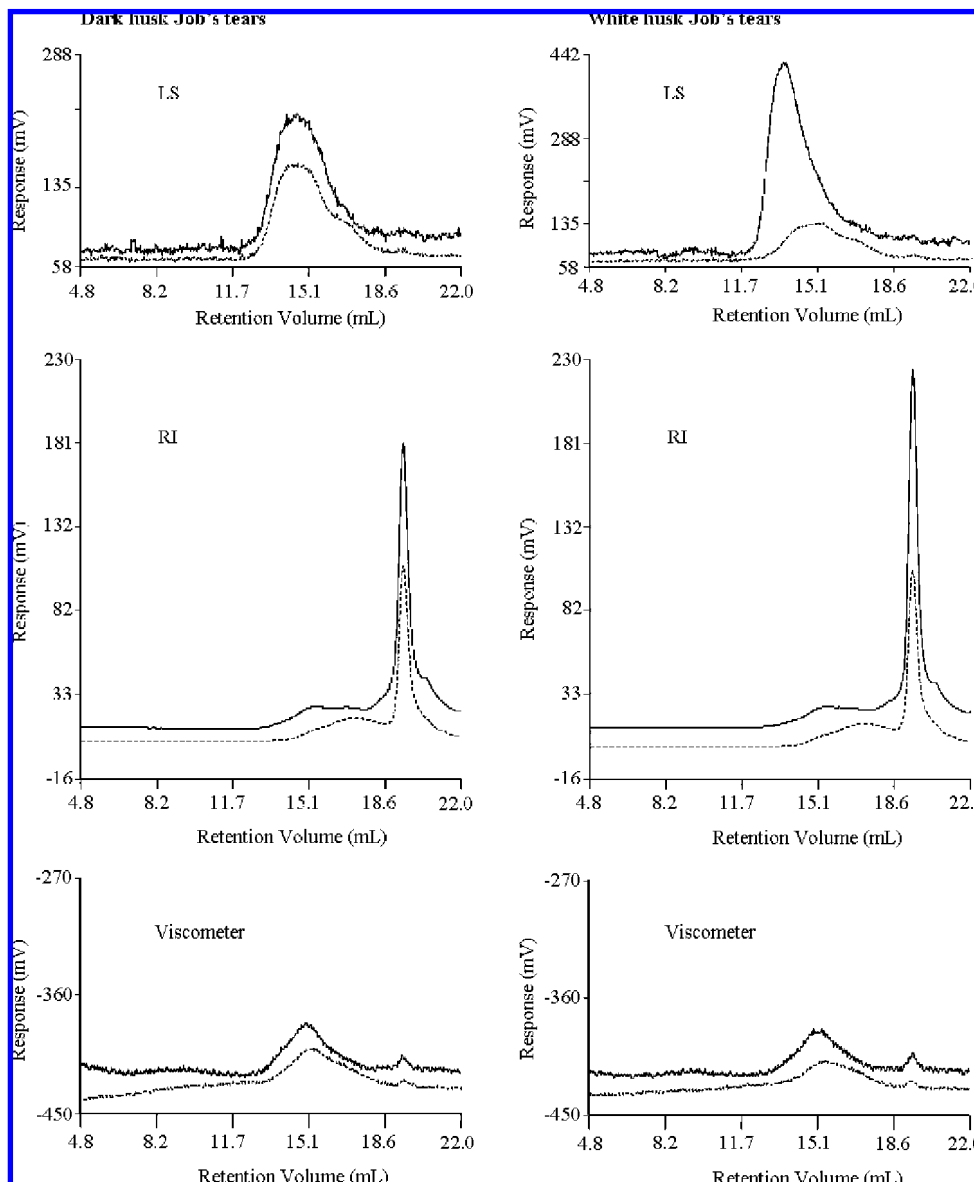 Dark husk Job's tears
White husk Job's tears
288
135
58
Response (mV)
LS
4.8 8.2 11.7 15.1 18.6 22.0
Retention Volume (mL)
442
288
135
58
Response (mV)
LS
4.8 8.2 11.7 15.1 18.6 22.0
Retention Volume (mL)
230
181
132
82
33
-16
Response (mV)
RI
4.8 8.2 11.7 15.1 18.6 22.0
Retention Volume (mL)
230
181
132
82
33
-16
Response (mV)
RI
4.8 8.2 11.7 15.1 18.6 22.0
Retention Volume (mL)
-270
-360
-450
Response (mV)
Viscometer
4.8 8.2 11.7 15.1 18.6 22.0
Retention Volume (mL)
-270
-360
-450
Response (mV)
Viscometer
4.8 8.2 11.7 15.1 18.6 22.0
Retention Volume (mL)